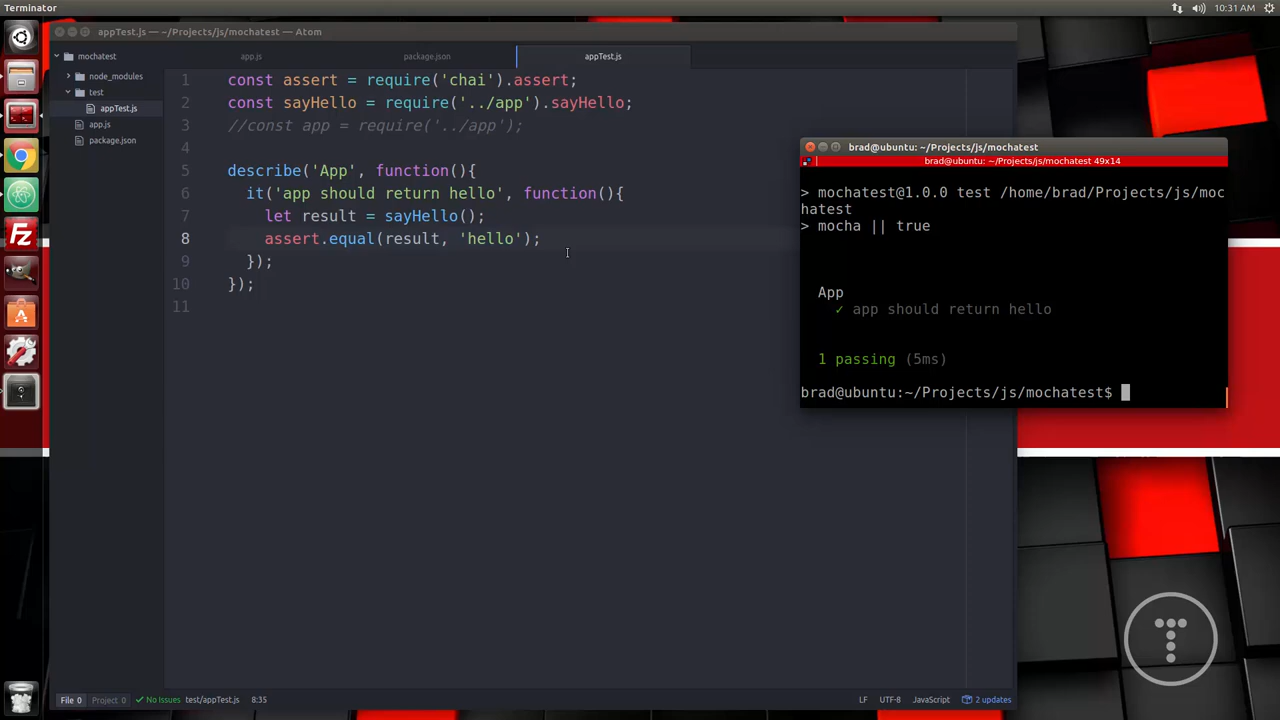 Terminator
10:31 AM
appTest.js — ~/Projects/js/mochatest — Atom
mochatest
node_modules
test
appTest.js
app.js
package.json
app.js
package.json
appTest.js
1 const assert = require('chai').assert;
2 const sayHello = require('../app').sayHello;
3 //const app = require('../app');
4
5 describe('App', function(){
6 it('app should return hello', function(){
7 let result = sayHello();
8 assert.equal(result, 'hello');
9 });
10 });
11
brad@ubuntu: ~/Projects/js/mochatest
brad@ubuntu: ~/Projects/js/mochatest 49x14
> mochatest@1.0.0 test /home/brad/Projects/js/moc
hatest
> mocha || true
App
✓ app should return hello
1 passing (5ms)
brad@ubuntu:~/Projects/js/mochatest$
File 0
Project 0
No Issues
test/appTest.js
8:35
LF
UTF-8
JavaScript
2 updates